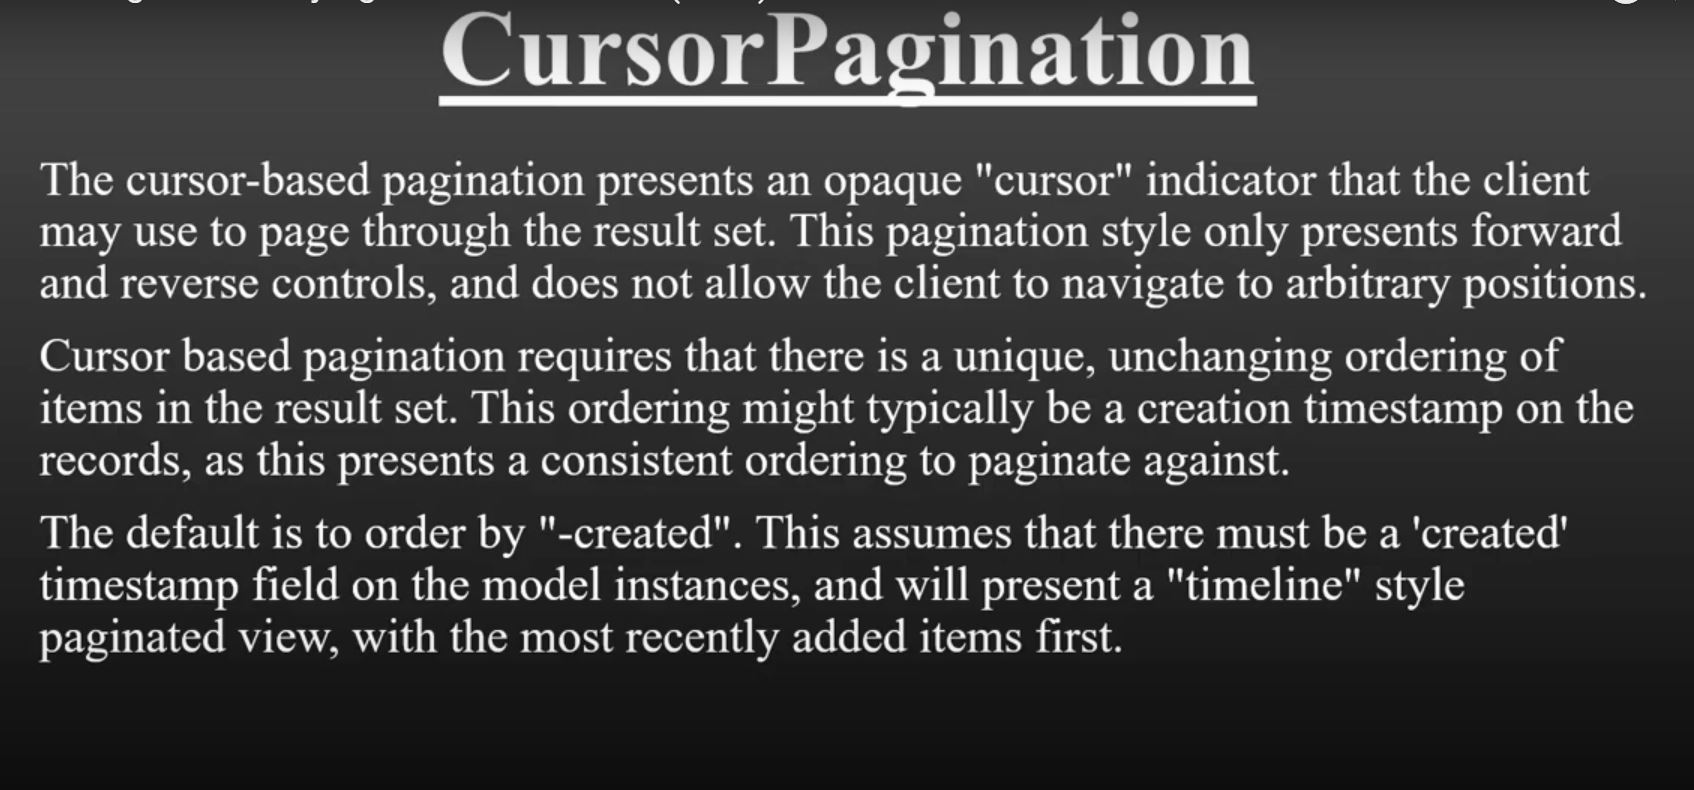 CursorPagination
The cursor-based pagination presents an opaque "cursor" indicator that the client
may use to page through the result set. This pagination style only presents forward
and reverse controls, and does not allow the client to navigate to arbitrary positions.
Cursor based pagination requires that there is a unique, unchanging ordering of
items in the result set. This ordering might typically be a creation timestamp on the
records, as this presents a consistent ordering to paginate against.
The default is to order by "-created". This assumes that there must be a 'created'
timestamp field on the model instances, and will present a "timeline" style
paginated view, with the most recently added items first.